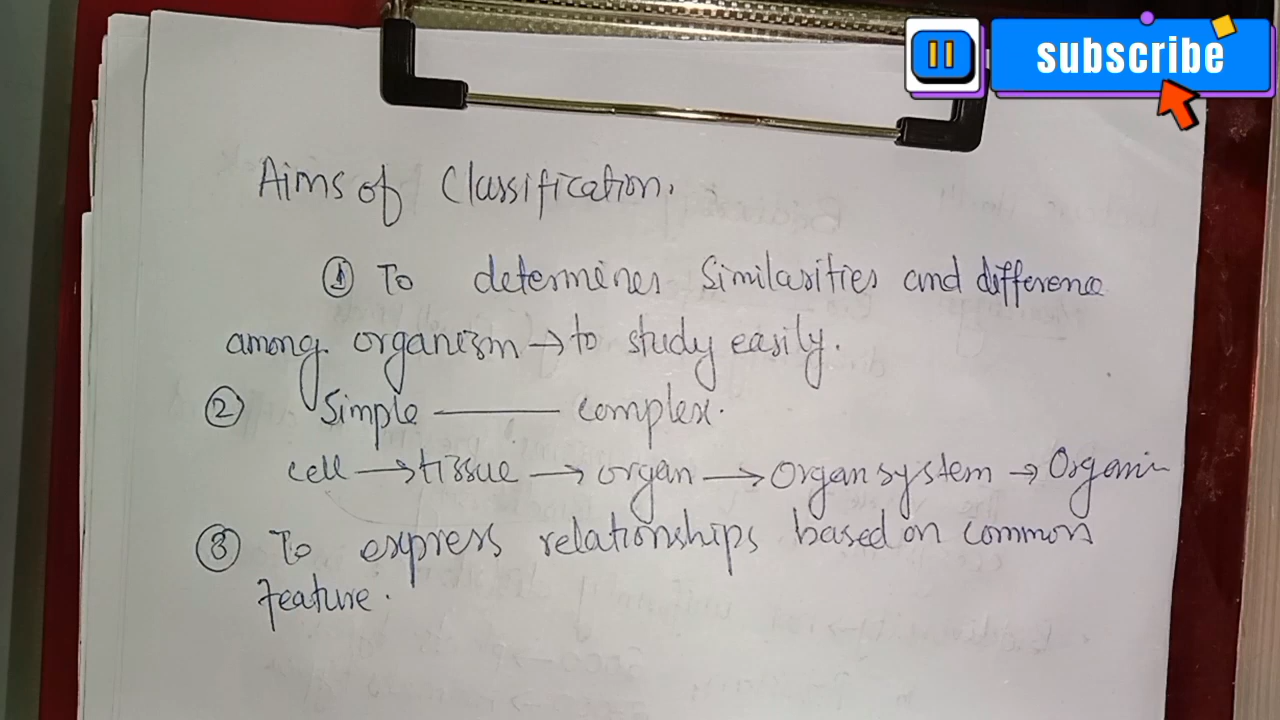 subscribe
Aims of Classification.
① To determines Similarities and difference
among organism → to study easily.
② Simple —— complex.
cell → tissue → organ → Organ system → Organi
③ To express relationships based on common
feature.